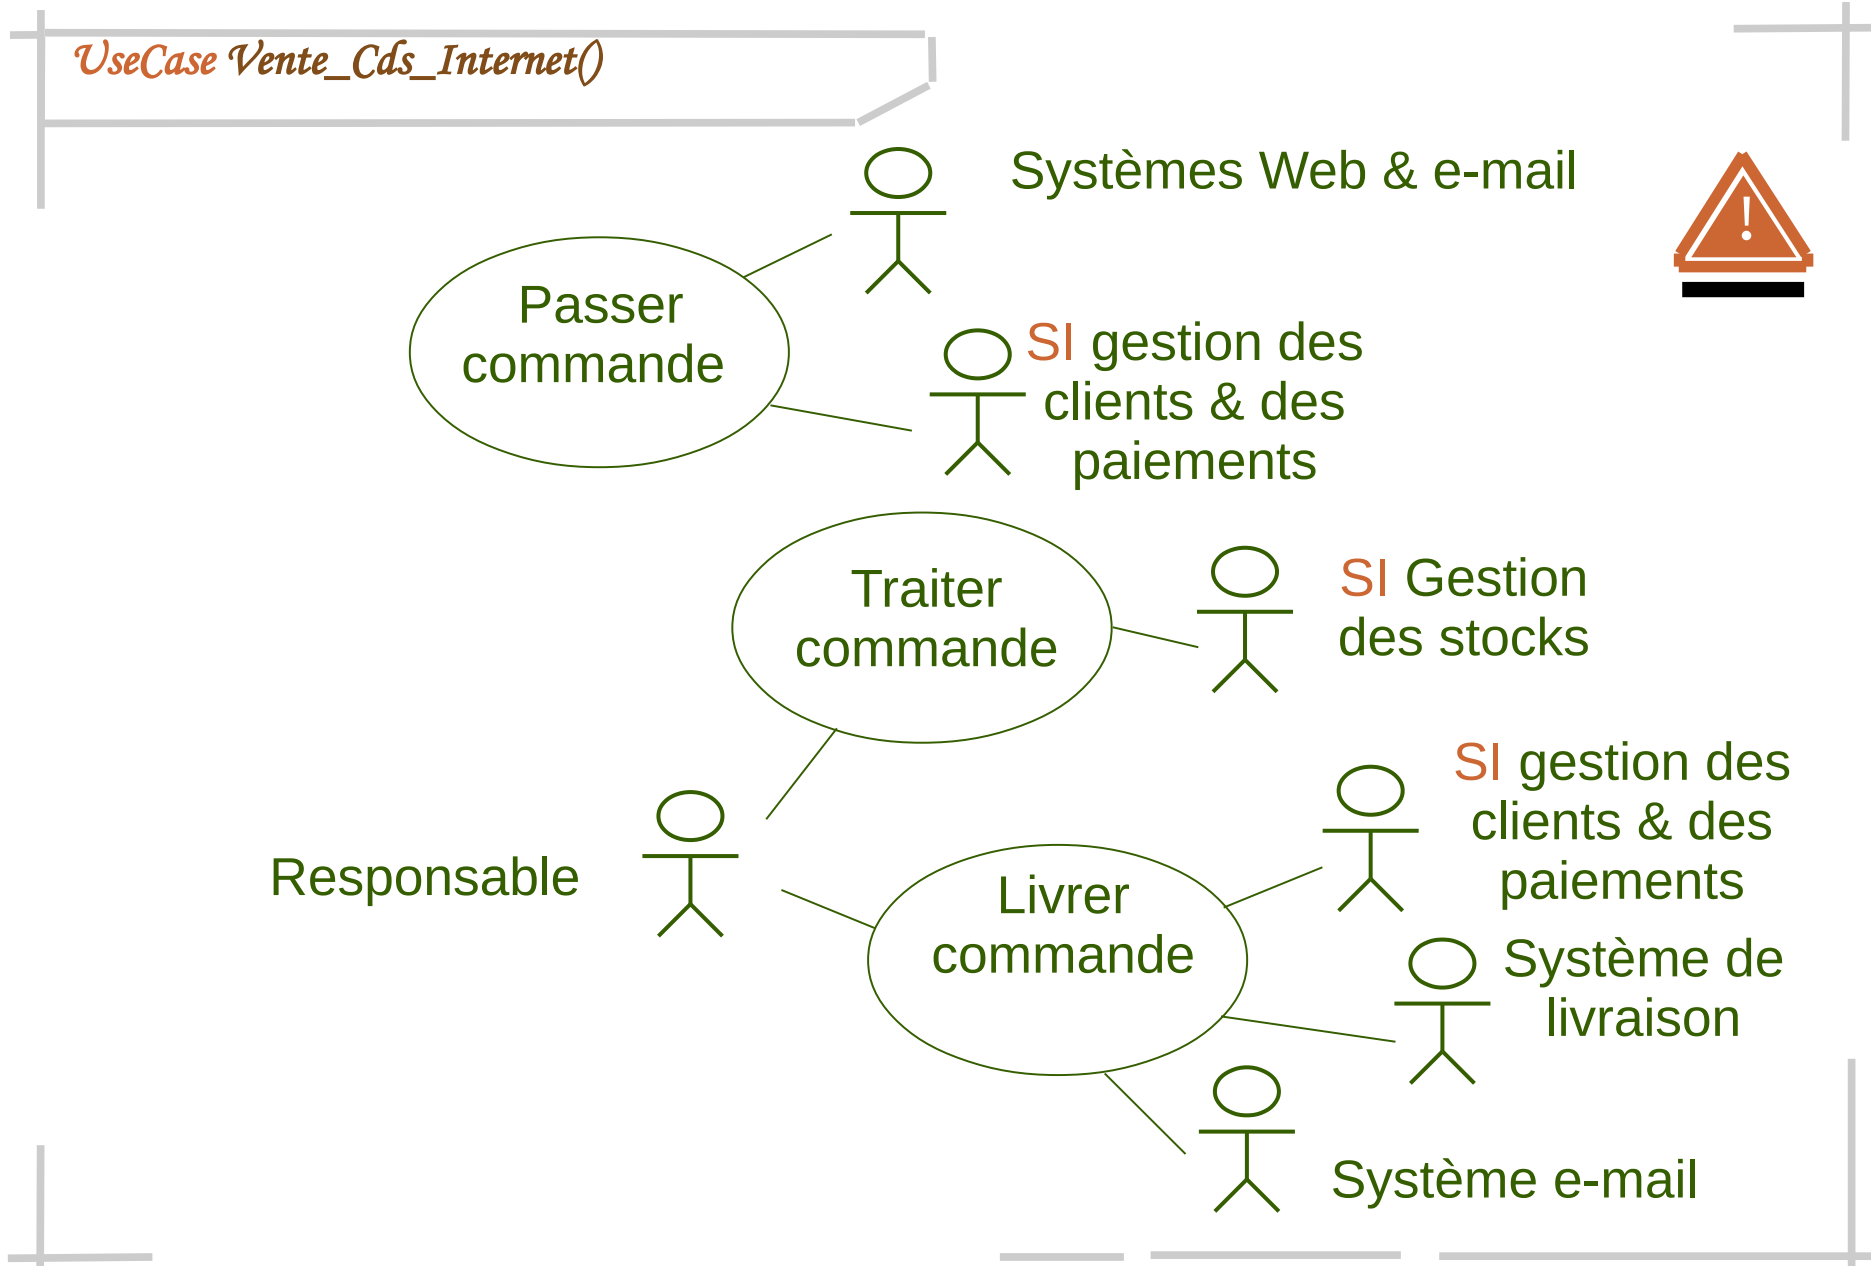 UseCase Vente_Cds_Internet()
Systèmes Web & e-mail
!
Passer
commande
SI gestion des
clients & des
paiements
Traiter
commande
SI Gestion
des stocks
Responsable
Livrer
commande
SI gestion des
clients & des
paiements
Système de
livraison
Système e-mail